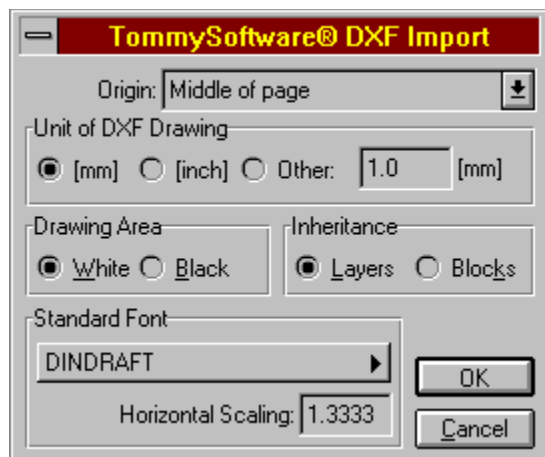 TommySoftware® DXF Import
Origin: Middle of page
Unit of DXF Drawing
[mm] [inch] Other: 1.0 [mm]
Drawing Area Inheritance
White Black Layers Blocks
Standard Font
DINDRAFT
OK
Horizontal Scaling: 1.3333
Cancel